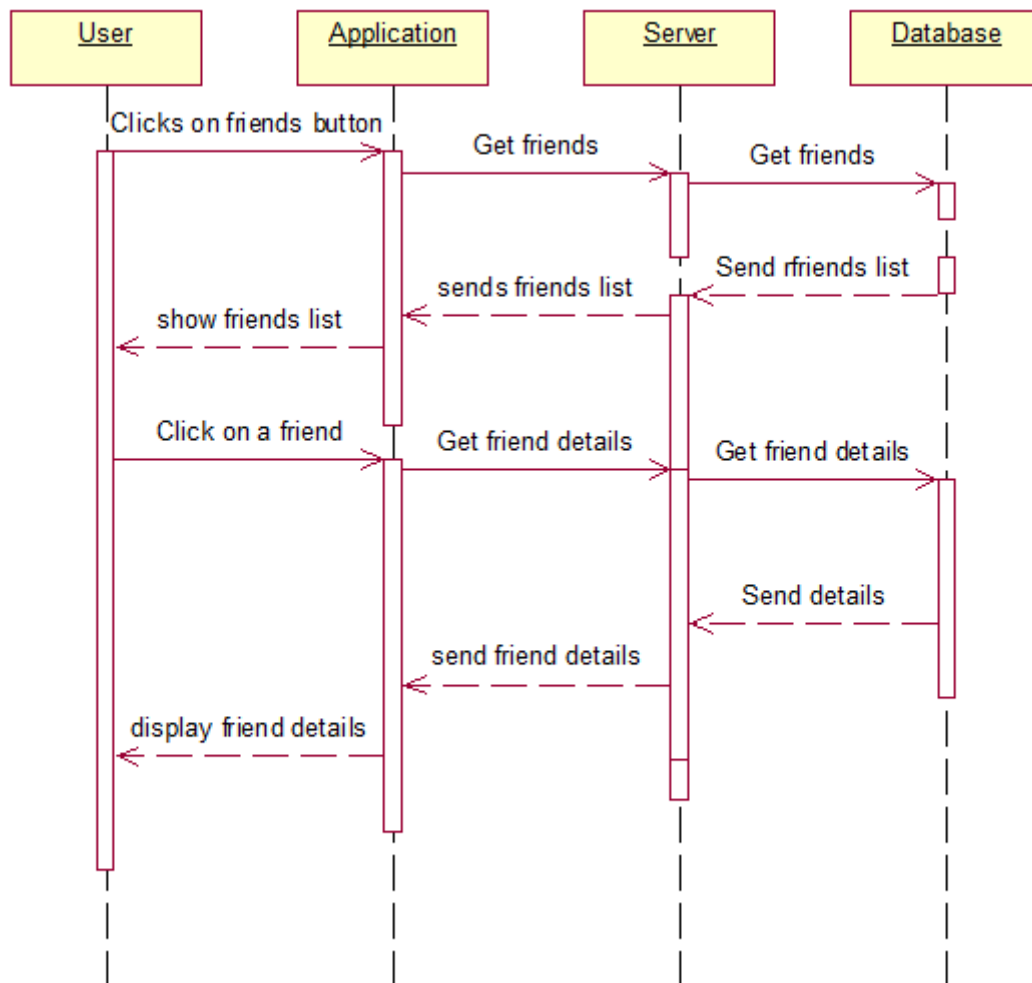 User
Application
Server
Database
Clicks on friends button
Get friends
Get friends
Send rfriends list
sends friends list
show friends list
Click on a friend
Get friend details
Get friend details
Send details
send friend details
display friend details